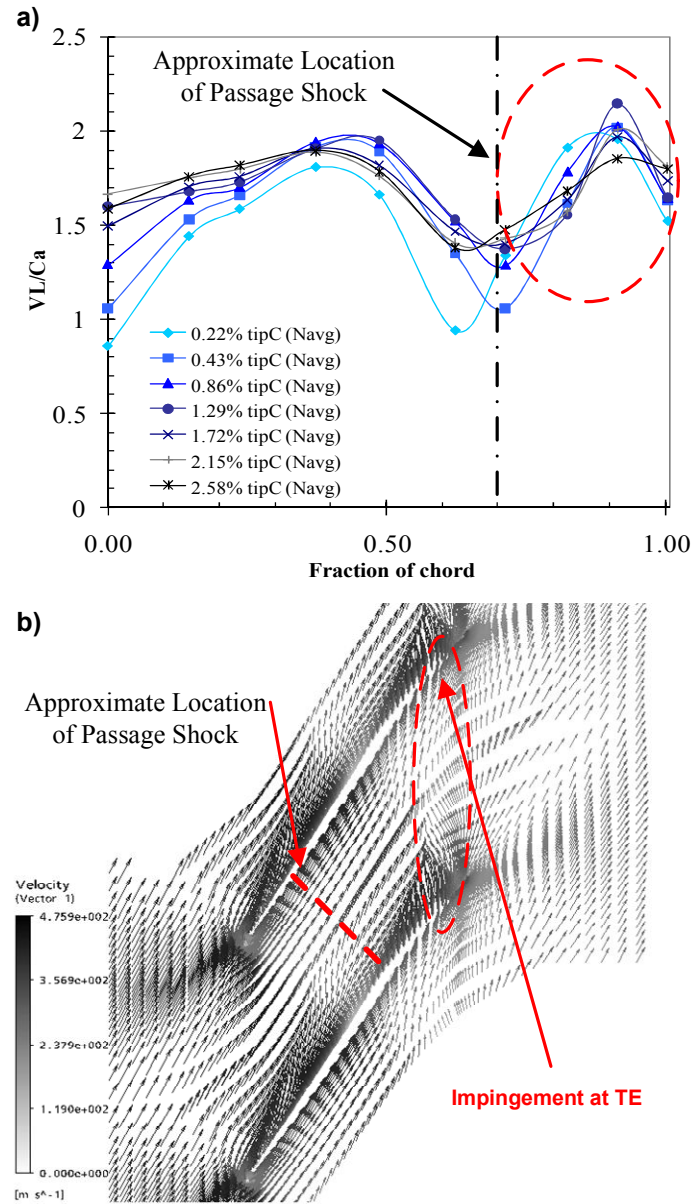 a)
2.5
2
1.5
1
0.5
0
VL/Ca
Approximate Location
of Passage Shock
0.22% tipC (Navg)
0.43% tipC (Navg)
0.86% tipC (Navg)
1.29% tipC (Navg)
1.72% tipC (Navg)
2.15% tipC (Navg)
2.58% tipC (Navg)
0.00
0.50
1.00
Fraction of chord
b)
Approximate Location
of Passage Shock
Velocity
(Vector 1)
4.759e+002
3.569e+002
2.379e+002
1.190e+002
0.000e+000
[m s^-1]
Impingement at TE